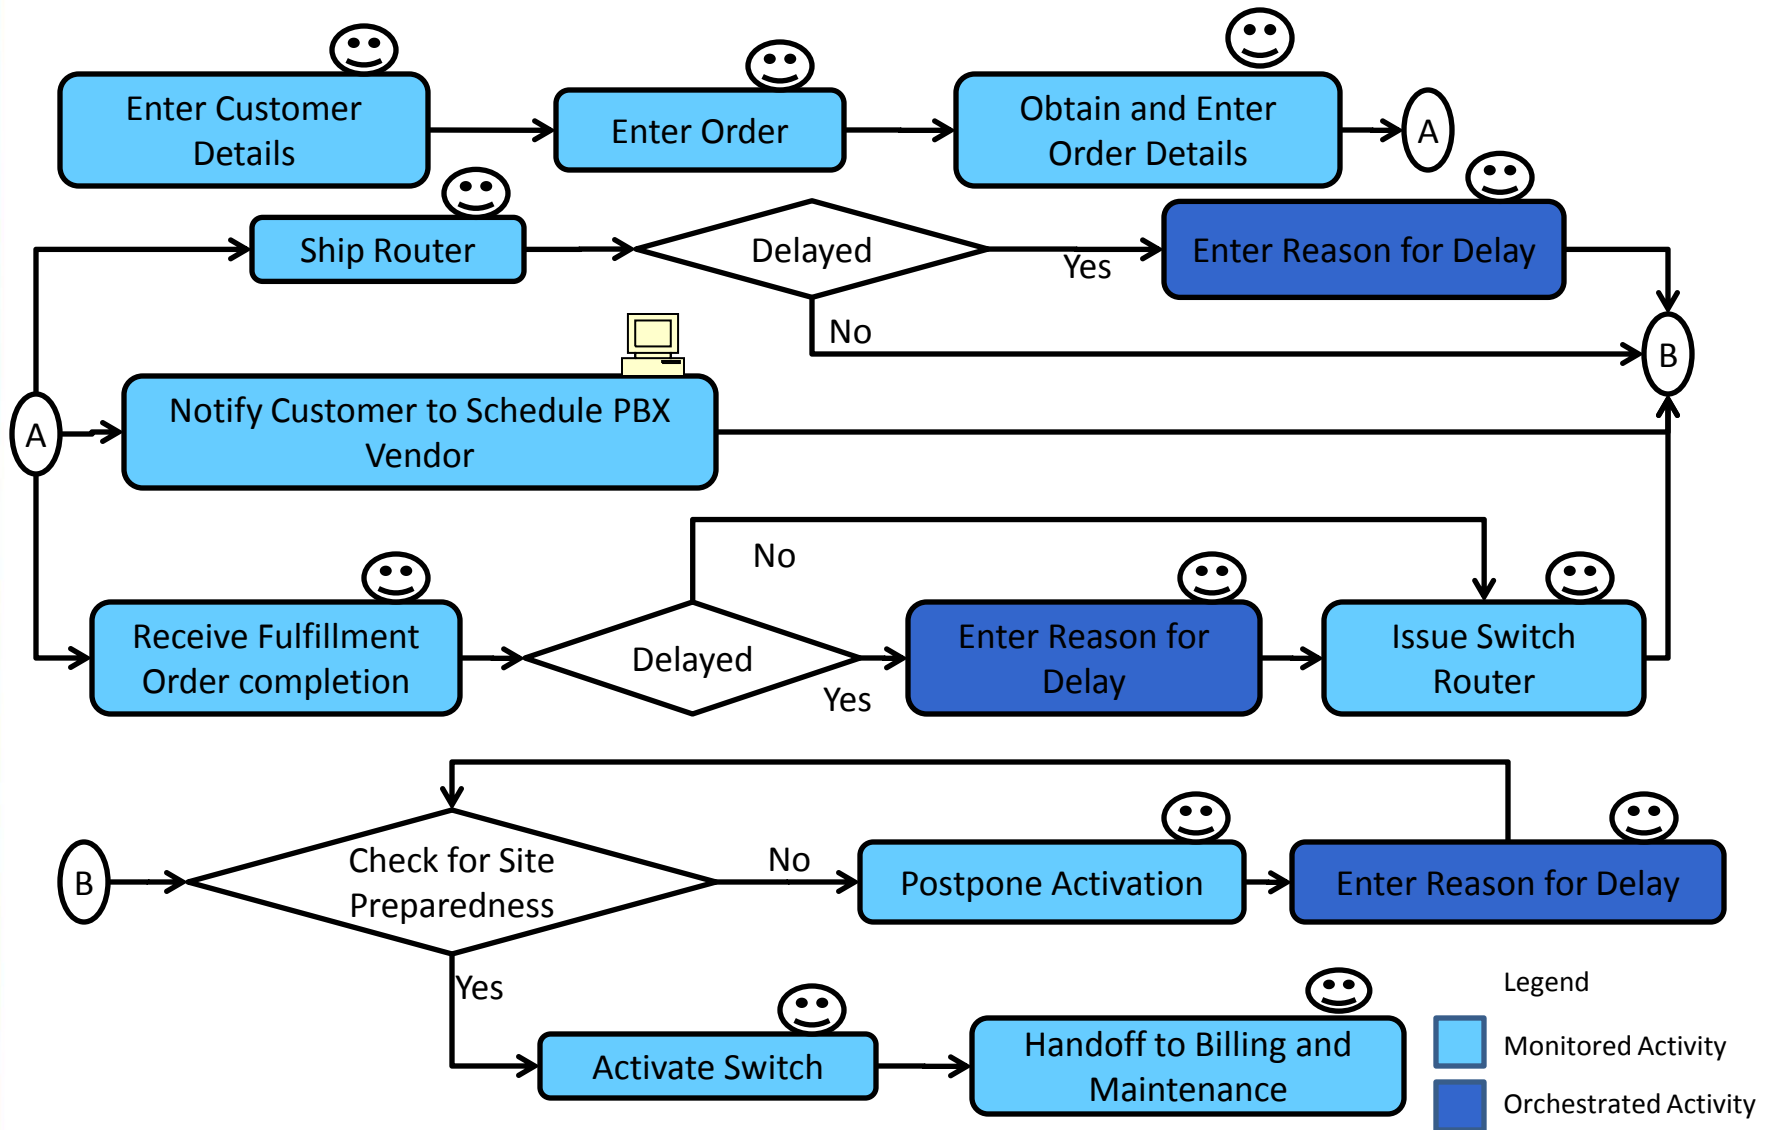 Enter Customer
Details
Enter Order
Obtain and Enter
Order Details
A
Ship Router
Delayed
Yes
Enter Reason for Delay
No
B
A
Notify Customer to Schedule PBX
Vendor
No
Receive Fulfillment
Order completion
Delayed
Yes
Enter Reason for
Delay
Issue Switch
Router
B
Check for Site
Preparedness
No
Postpone Activation
Enter Reason for Delay
Yes
Activate Switch
Handoff to Billing and
Maintenance
Legend
Monitored Activity
Orchestrated Activity